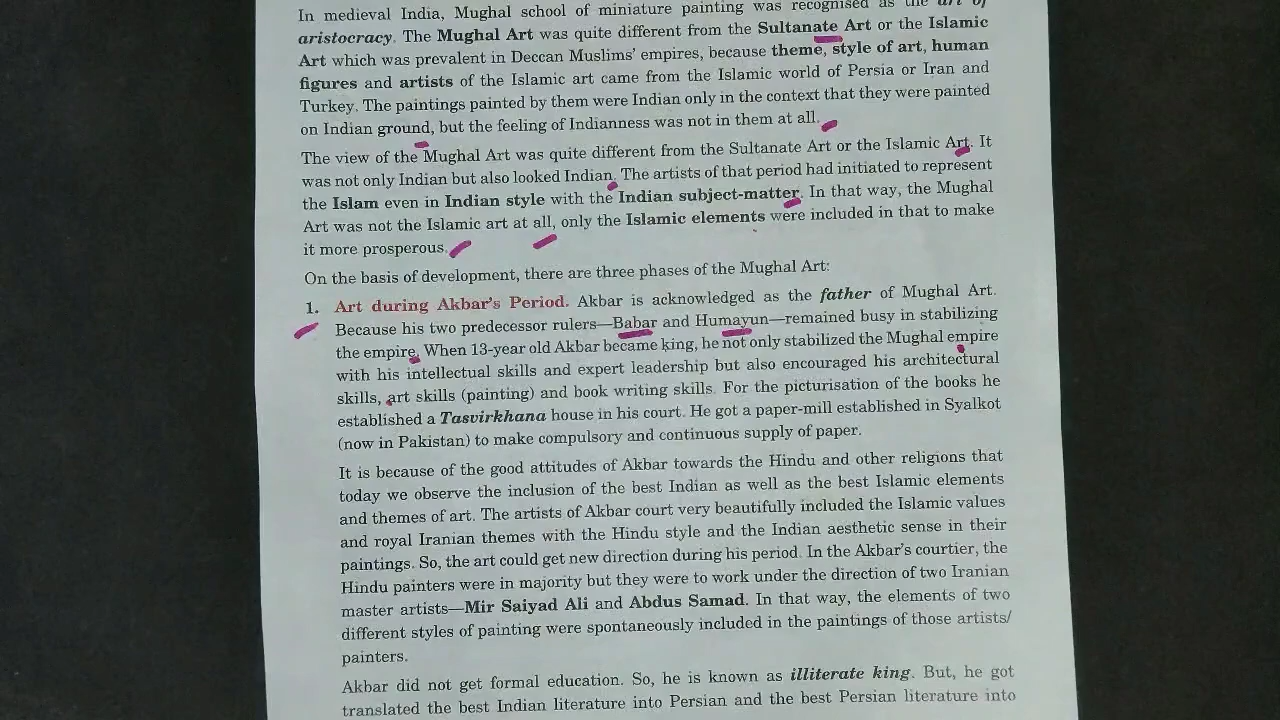 In medieval India, Mughal school of miniature painting was recognised as the art of
aristocracy. The Mughal Art was quite different from the Sultanate Art or the Islamic
Art which was prevalent in Deccan Muslims' empires, because theme, style of art, human
figures and artists of the Islamic art came from the Islamic world of Persia or Iran and
Turkey. The paintings painted by them were Indian only in the context that they were painted
on Indian ground, but the feeling of Indianness was not in them at all.
The view of the Mughal Art was quite different from the Sultanate Art or the Islamic Art. It
was not only Indian but also looked Indian. The artists of that period had initiated to represent
the Islam even in Indian style with the Indian subject-matter. In that way, the Mughal
Art was not the Islamic art at all, only the Islamic elements were included in that to make
it more prosperous.
On the basis of development, there are three phases of the Mughal Art:
1. Art during Akbar's Period. Akbar is acknowledged as the father of Mughal Art.
Because his two predecessor rulers—Babar and Humayun—remained busy in stabilizing
the empire. When 13-year old Akbar became king, he not only stabilized the Mughal empire
with his intellectual skills and expert leadership but also encouraged his architectural
skills, art skills (painting) and book writing skills. For the picturisation of the books he
established a Tasvirkhana house in his court. He got a paper-mill established in Syalkot
(now in Pakistan) to make compulsory and continuous supply of paper.
It is because of the good attitudes of Akbar towards the Hindu and other religions that
today we observe the inclusion of the best Indian as well as the best Islamic elements
and themes of art. The artists of Akbar court very beautifully included the Islamic values
and royal Iranian themes with the Hindu style and the Indian aesthetic sense in their
paintings. So, the art could get new direction during his period. In the Akbar's courtier, the
Hindu painters were in majority but they were to work under the direction of two Iranian
master artists—Mir Saiyad Ali and Abdus Samad. In that way, the elements of two
different styles of painting were spontaneously included in the paintings of those artists/
painters.
Akbar did not get formal education. So, he is known as illiterate king. But, he got
translated the best Indian literature into Persian and the best Persian literature into